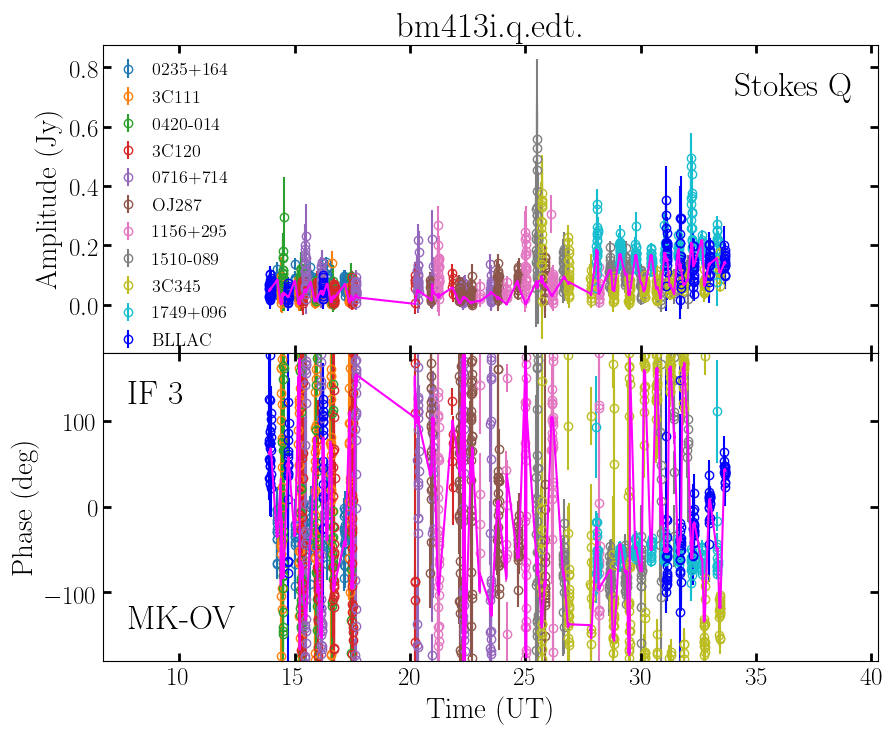 bm413i.q.edt.
Stokes Q
0235+164
3C111
0420-014
3C120
0716+714
OJ287
1156+295
1510-089
3C345
1749+096
BLLAC
Amplitude (Jy)
0.8
0.6
0.4
0.2
0.0
IF 3
MK-OV
Phase (deg)
100
0
−100
10
15
20
25
30
35
40
Time (UT)